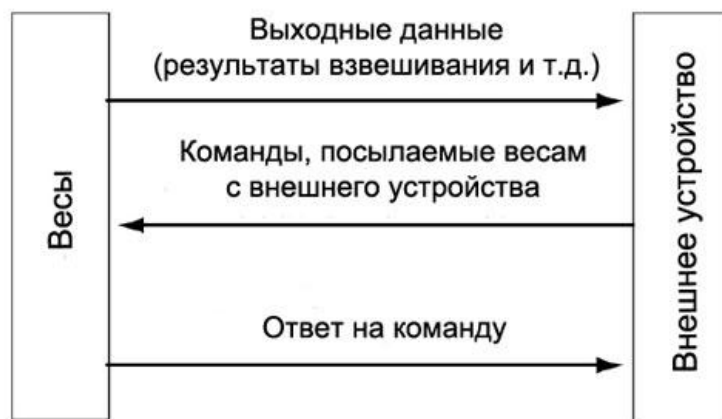 Весы
Выходные данные
(результаты взвешивания и т.д.)
Команды, посылаемые весам
с внешнего устройства
Ответ на команду
Внешнее устройство